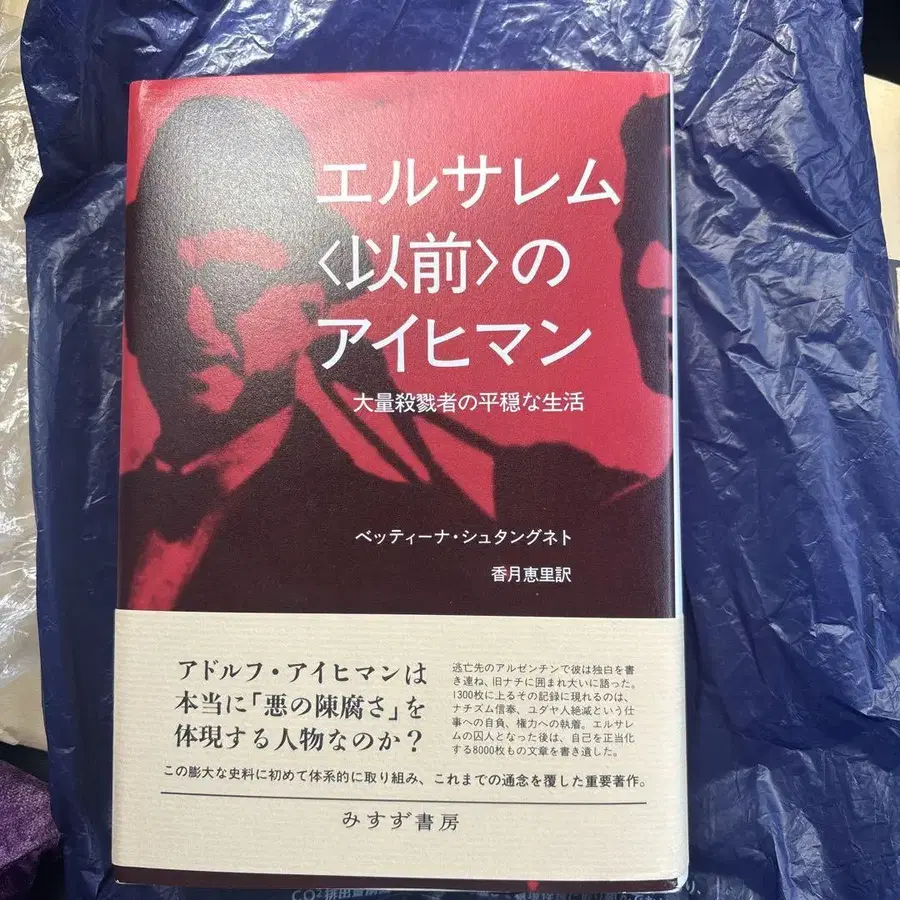 エルサレム
〈以前〉の
アイヒマン
大量殺戮者の平穏な生活
ベッティーナ・シュタングネト
香月恵里訳
アドルフ・アイヒマンは
本当に「悪の陳腐さ」を
体現する人物なのか?
逃亡先のアルゼンチンで彼は独白を書
き連ね、旧ナチに囲まれ大いに語った。
1300枚に上るその記録に現れるのは、
ナチズム信奉、ユダヤ人絶滅という仕
事への自負、権力への執着。エルサレ
ムの囚人となった後は、自己を正当化
する8000枚もの文章を書き遺した。
この膨大な史料に初めて体系的に取り組み、これまでの通念を覆した重要著作。
みすず書房
CO2排出量